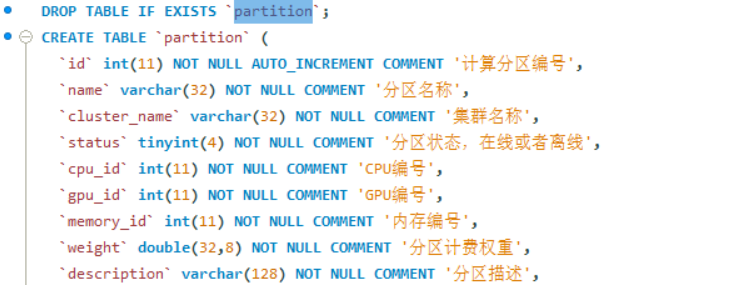 DROP TABLE IF EXISTS `partition`;
CREATE TABLE `partition` (
`id` int(11) NOT NULL AUTO_INCREMENT COMMENT '计算分区编号',
`name` varchar(32) NOT NULL COMMENT '分区名称',
`cluster_name` varchar(32) NOT NULL COMMENT '集群名称',
`status` tinyint(4) NOT NULL COMMENT '分区状态，在线或者离线',
`cpu_id` int(11) NOT NULL COMMENT 'CPU编号',
`gpu_id` int(11) NOT NULL COMMENT 'GPU编号',
`memory_id` int(11) NOT NULL COMMENT '内存编号',
`weight` double(32,8) NOT NULL COMMENT '分区计费权重',
`description` varchar(128) NOT NULL COMMENT '分区描述',